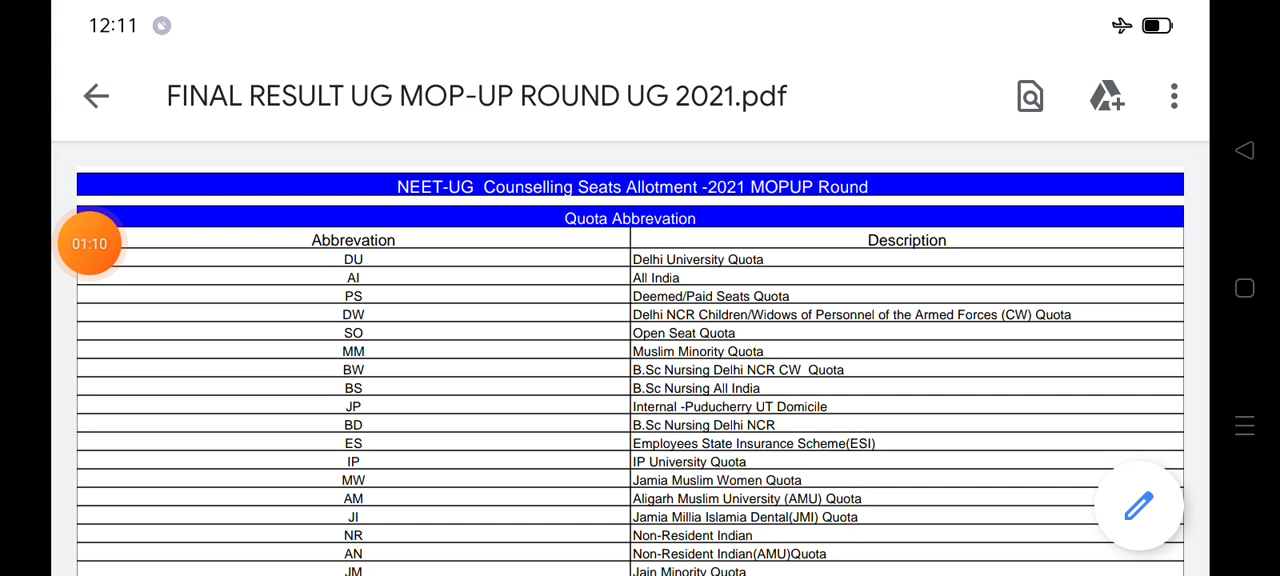 12:11
FINAL RESULT UG MOP-UP ROUND UG 2021.pdf
NEET-UG Counselling Seats Allotment -2021 MOPUP Round
Quota Abbrevation
01:10
Abbrevation Description
DU Delhi University Quota
AI All India
PS Deemed/Paid Seats Quota
DW Delhi NCR Children/Widows of Personnel of the Armed Forces (CW) Quota
SO Open Seat Quota
MM Muslim Minority Quota
BW B.Sc Nursing Delhi NCR CW Quota
BS B.Sc Nursing All India
JP Internal -Puducherry UT Domicile
BD B.Sc Nursing Delhi NCR
ES Employees State Insurance Scheme(ESI)
IP IP University Quota
MW Jamia Muslim Women Quota
AM Aligarh Muslim University (AMU) Quota
JI Jamia Millia Islamia Dental(JMI) Quota
NR Non-Resident Indian
AN Non-Resident Indian(AMU)Quota
JM Jain Minority Quota